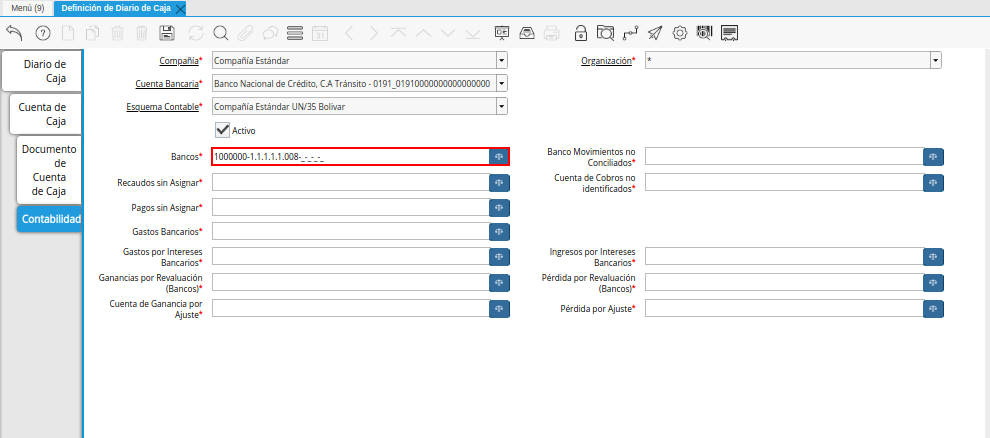 Menú (9)
Definición de Diario de Caja
Diario de
Caja
Cuenta de
Caja
Documento
de
Cuenta
de Caja
Contabilidad
Compañía* Compañía Estándar
Organización* *
Cuenta Bancaria* Banco Nacional de Crédito, C.A Tránsito - 0191_01910000000000000000
Esquema Contable* Compañía Estándar UN/35 Bolivar
Activo
Bancos* 1000000-1.1.1.1.1.008-_-_-_-_
Banco Movimientos no
Conciliados*
Recaudos sin Asignar*
Cuenta de Cobros no
identificados*
Pagos sin Asignar*
Gastos Bancarios*
Gastos por Intereses
Bancarios*
Ingresos por Intereses
Bancarios*
Ganancias por Revaluación
(Bancos)*
Pérdida por Revaluación
(Bancos)*
Cuenta de Ganancia por
Ajuste*
Pérdida por Ajuste*